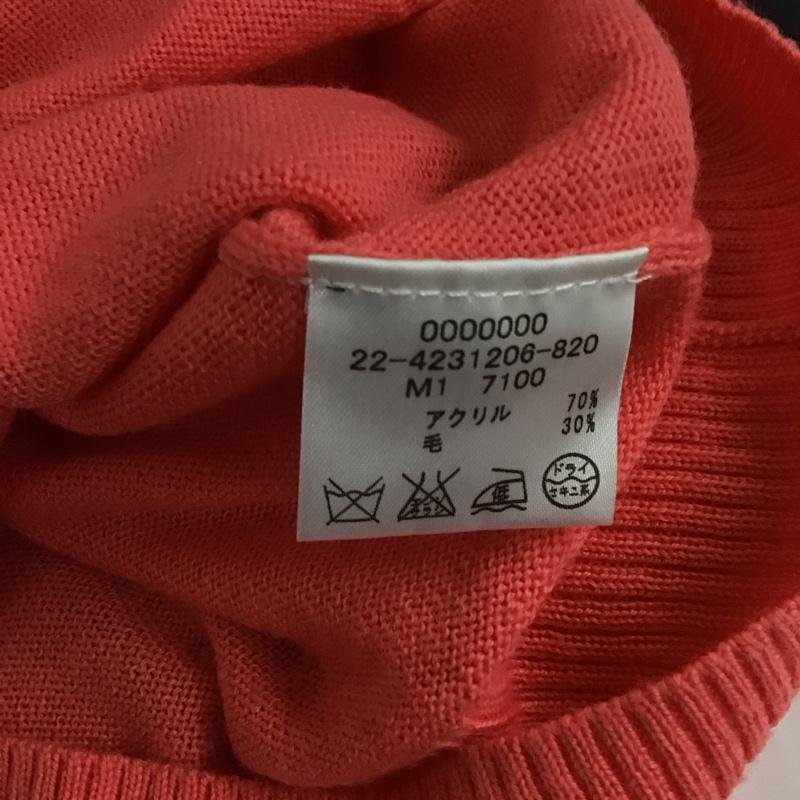 0000000
22-4231206-820
M1 7100
アクリル 70%
毛 30%
低
ドライ
セキユ系